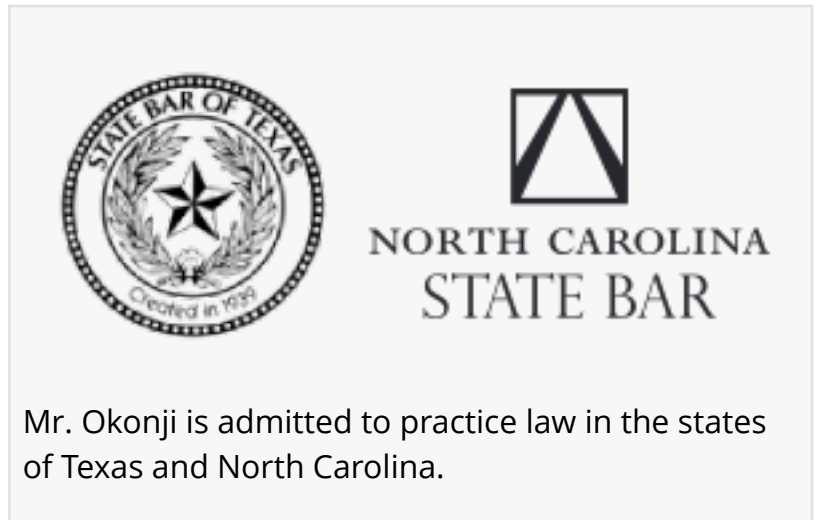 STATE BAR OF TEXAS
Created in 1939
NORTH CAROLINA
STATE BAR
Mr. Okonji is admitted to practice law in the states
of Texas and North Carolina.